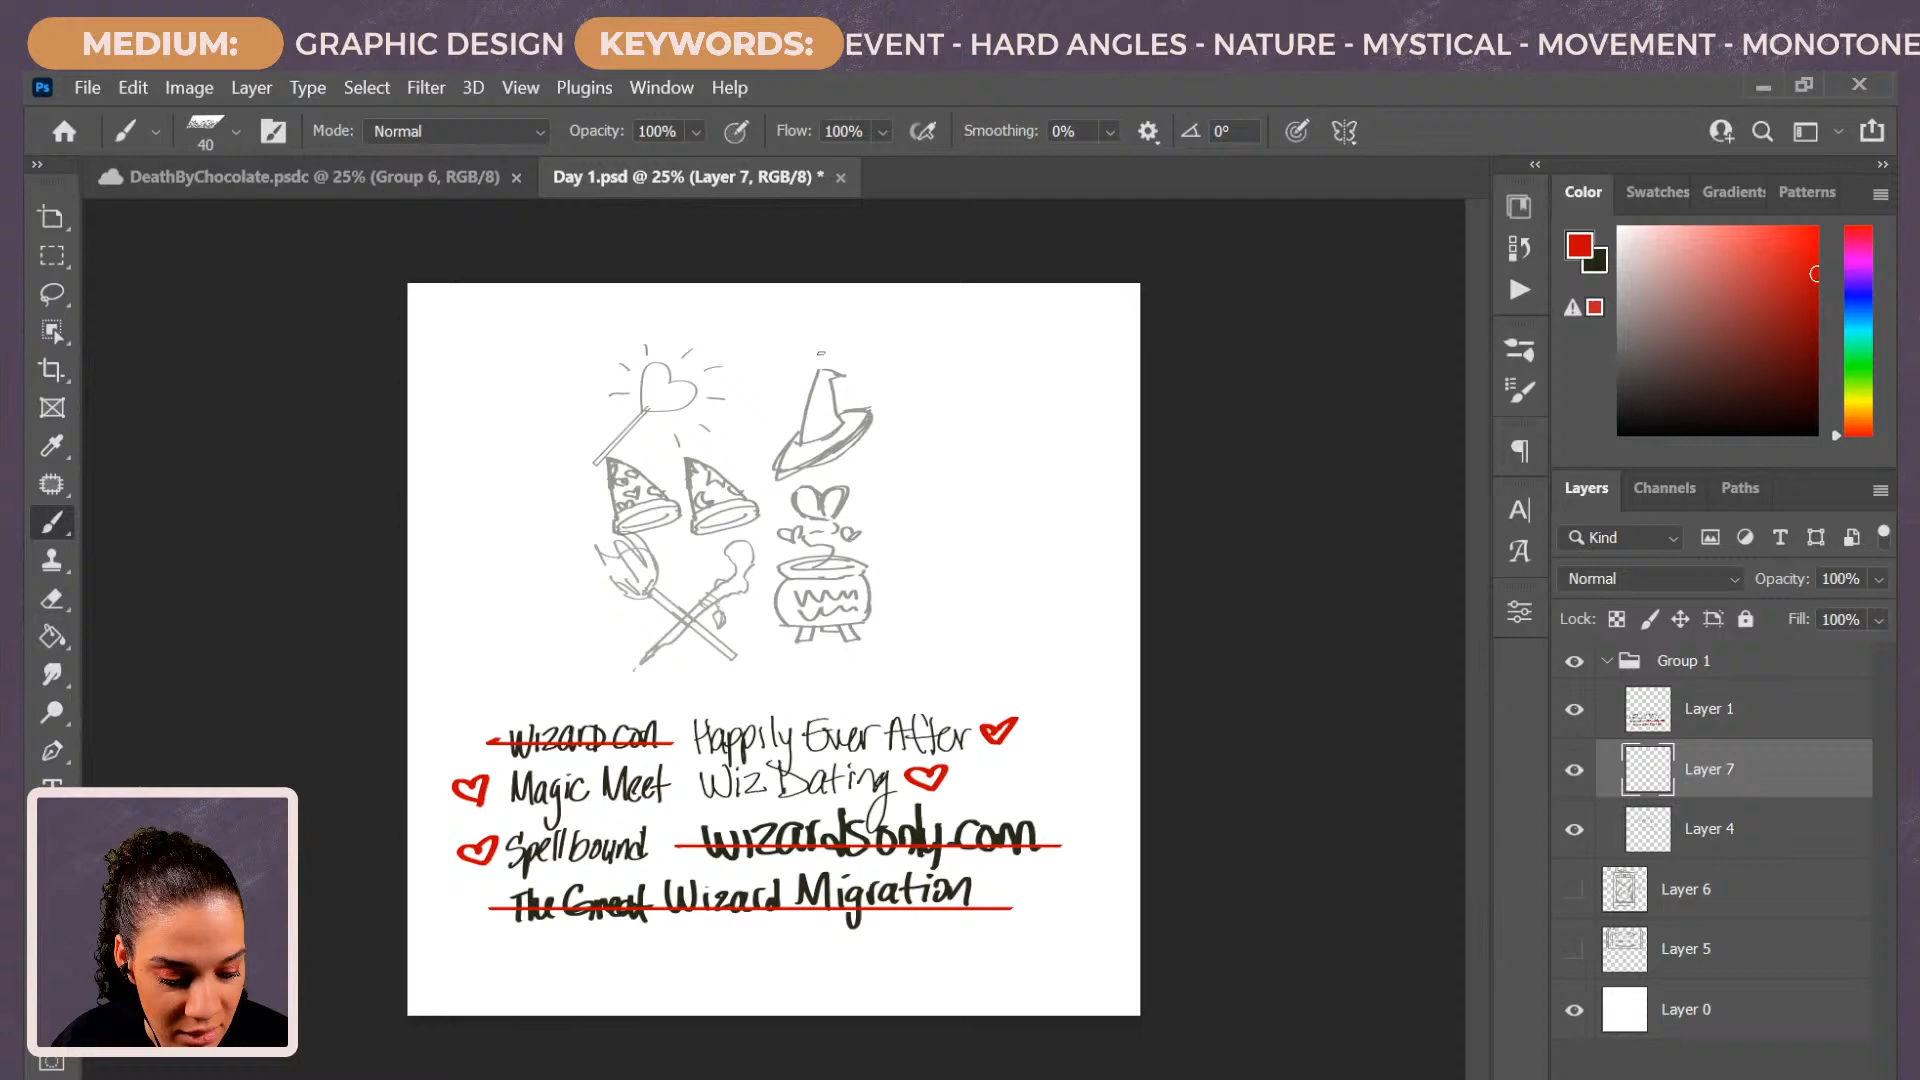 MEDIUM: GRAPHIC DESIGN KEYWORDS: EVENT - HARD ANGLES - NATURE - MYSTICAL - MOVEMENT - MONOTONE
Ps File Edit Image Layer Type Select Filter 3D View Plugins Window Help
40 Mode: Normal Opacity: 100% Flow: 100% Smoothing: 0% 0°
DeathByChocolate.psdc @ 25% (Group 6, RGB/8) × Day 1.psd @ 25% (Layer 7, RGB/8) * ×
Color Swatches Gradients Patterns
Layers Channels Paths
Kind
Normal Opacity: 100%
Lock: Fill: 100%
Group 1
Layer 1
Layer 7
Layer 4
Layer 6
Layer 5
Layer 0
Wizard con Happily Ever After
Magic Meet Wiz Dating
Spellbound wizardsonly.com
The Great Wizard Migration